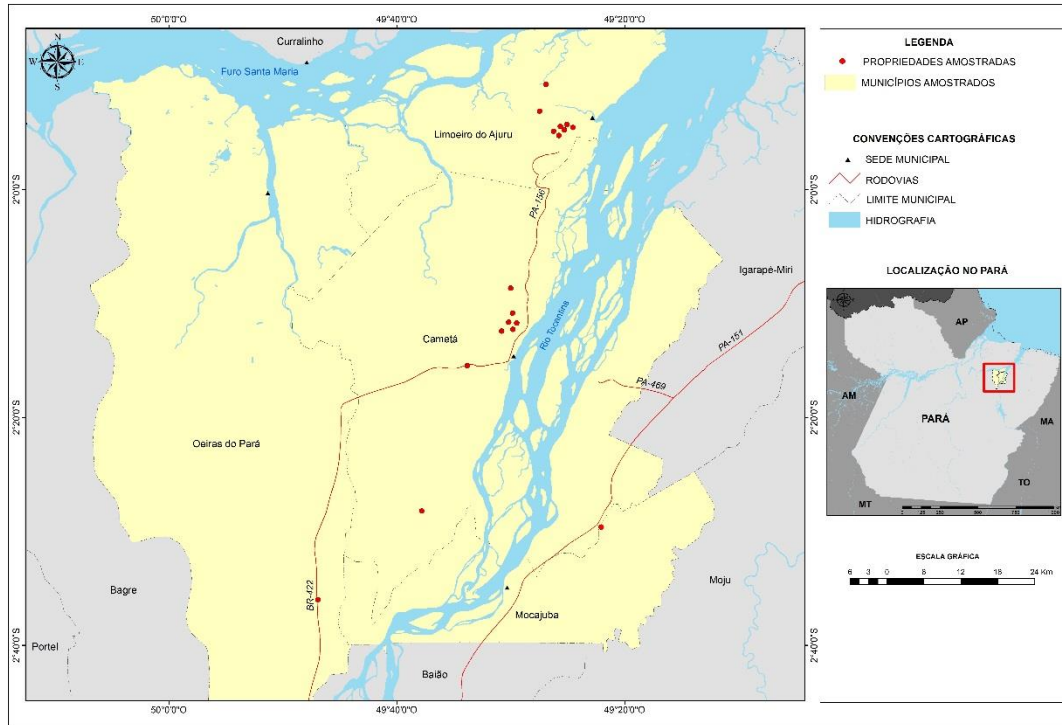 50°0'0"O
49°40'0"O
49°20'0"O
N
W
E
S
Curralinho
Furo Santa Maria
Limoeiro do Ajuru
2°0'0"S
2°0'0"S
PA-156
Igarapé-Miri
Rio Tocantins
PA-151
Cametá
PA-469
2°20'0"S
2°20'0"S
Oeiras do Pará
Bagre
BR-422
Moju
Mocajuba
Portel
2°40'0"S
2°40'0"S
Baião
50°0'0"O
49°40'0"O
49°20'0"O
LEGENDA
PROPRIEDADES AMOSTRADAS
MUNICÍPIOS AMOSTRADOS
CONVENÇÕES CARTOGRÁFICAS
SEDE MUNICIPAL
RODOVIAS
LIMITE MUNICIPAL
HIDROGRAFIA
LOCALIZAÇÃO NO PARÁ
AP
AM
PARÁ
MA
TO
MT
ESCALA GRÁFICA
6 3 0 6 12 18 24 Km